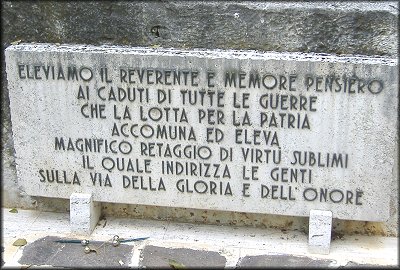 ELEVIAMO IL REVERENTE E MEMORE PENSIERO
AI CADUTI DI TUTTE LE GUERRE
CHE LA LOTTA PER LA PATRIA
ACCOMUNA ED ELEVA
MAGNIFICO RETAGGIO DI VIRTÙ SUBLIMI
IL QUALE INDIRIZZA LE GENTI
SULLA VIA DELLA GLORIA E DELL'ONORE